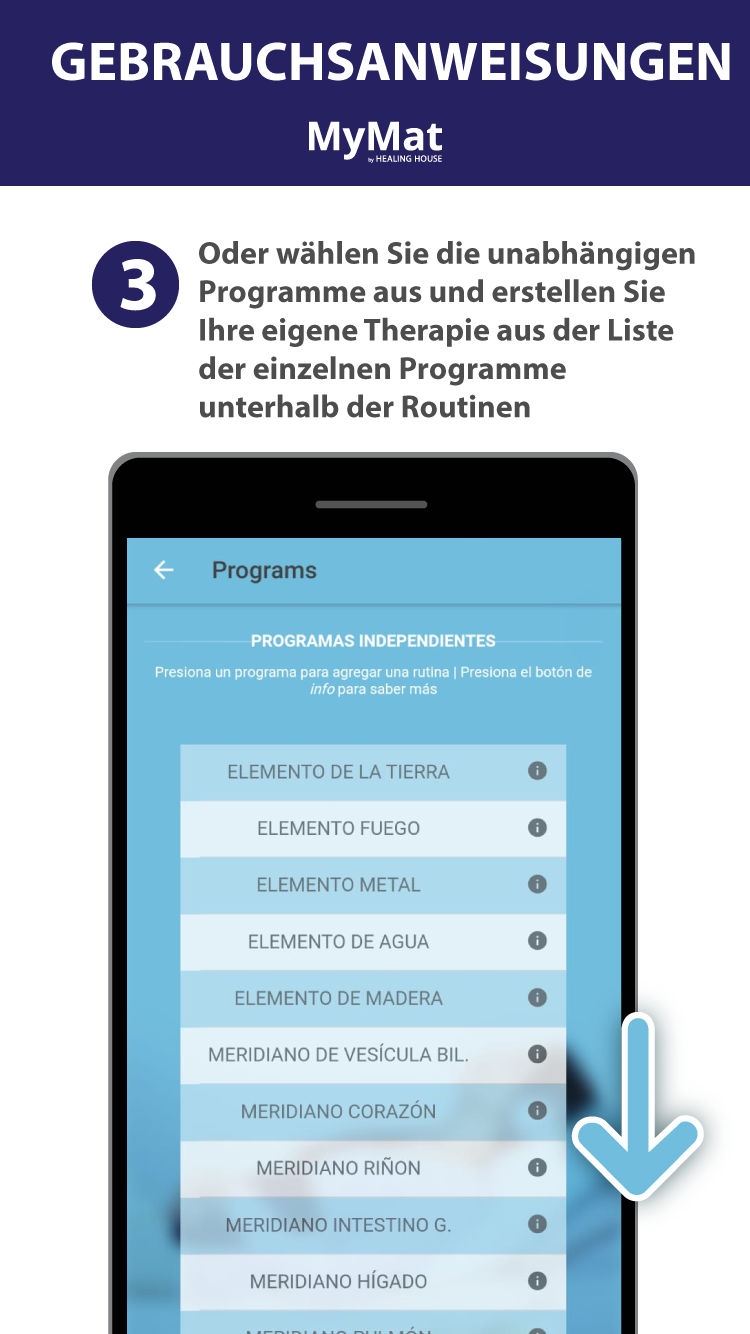 GEBRAUCHSANWEISUNGEN
MyMat
by HEALING HOUSE
3
Oder wählen Sie die unabhängigen
Programme aus und erstellen Sie
Ihre eigene Therapie aus der Liste
der einzelnen Programme
unterhalb der Routinen
Programs
PROGRAMAS INDEPENDIENTES
Presiona un programa para agregar una rutina | Presiona el botón de
info para saber más
ELEMENTO DE LA TIERRA
ELEMENTO FUEGO
ELEMENTO METAL
ELEMENTO DE AGUA
ELEMENTO DE MADERA
MERIDIANO DE VESÍCULA BIL.
MERIDIANO CORAZÓN
MERIDIANO RIÑON
MERIDIANO INTESTINO G.
MERIDIANO HÍGADO
MERIDIANO PULMÓN